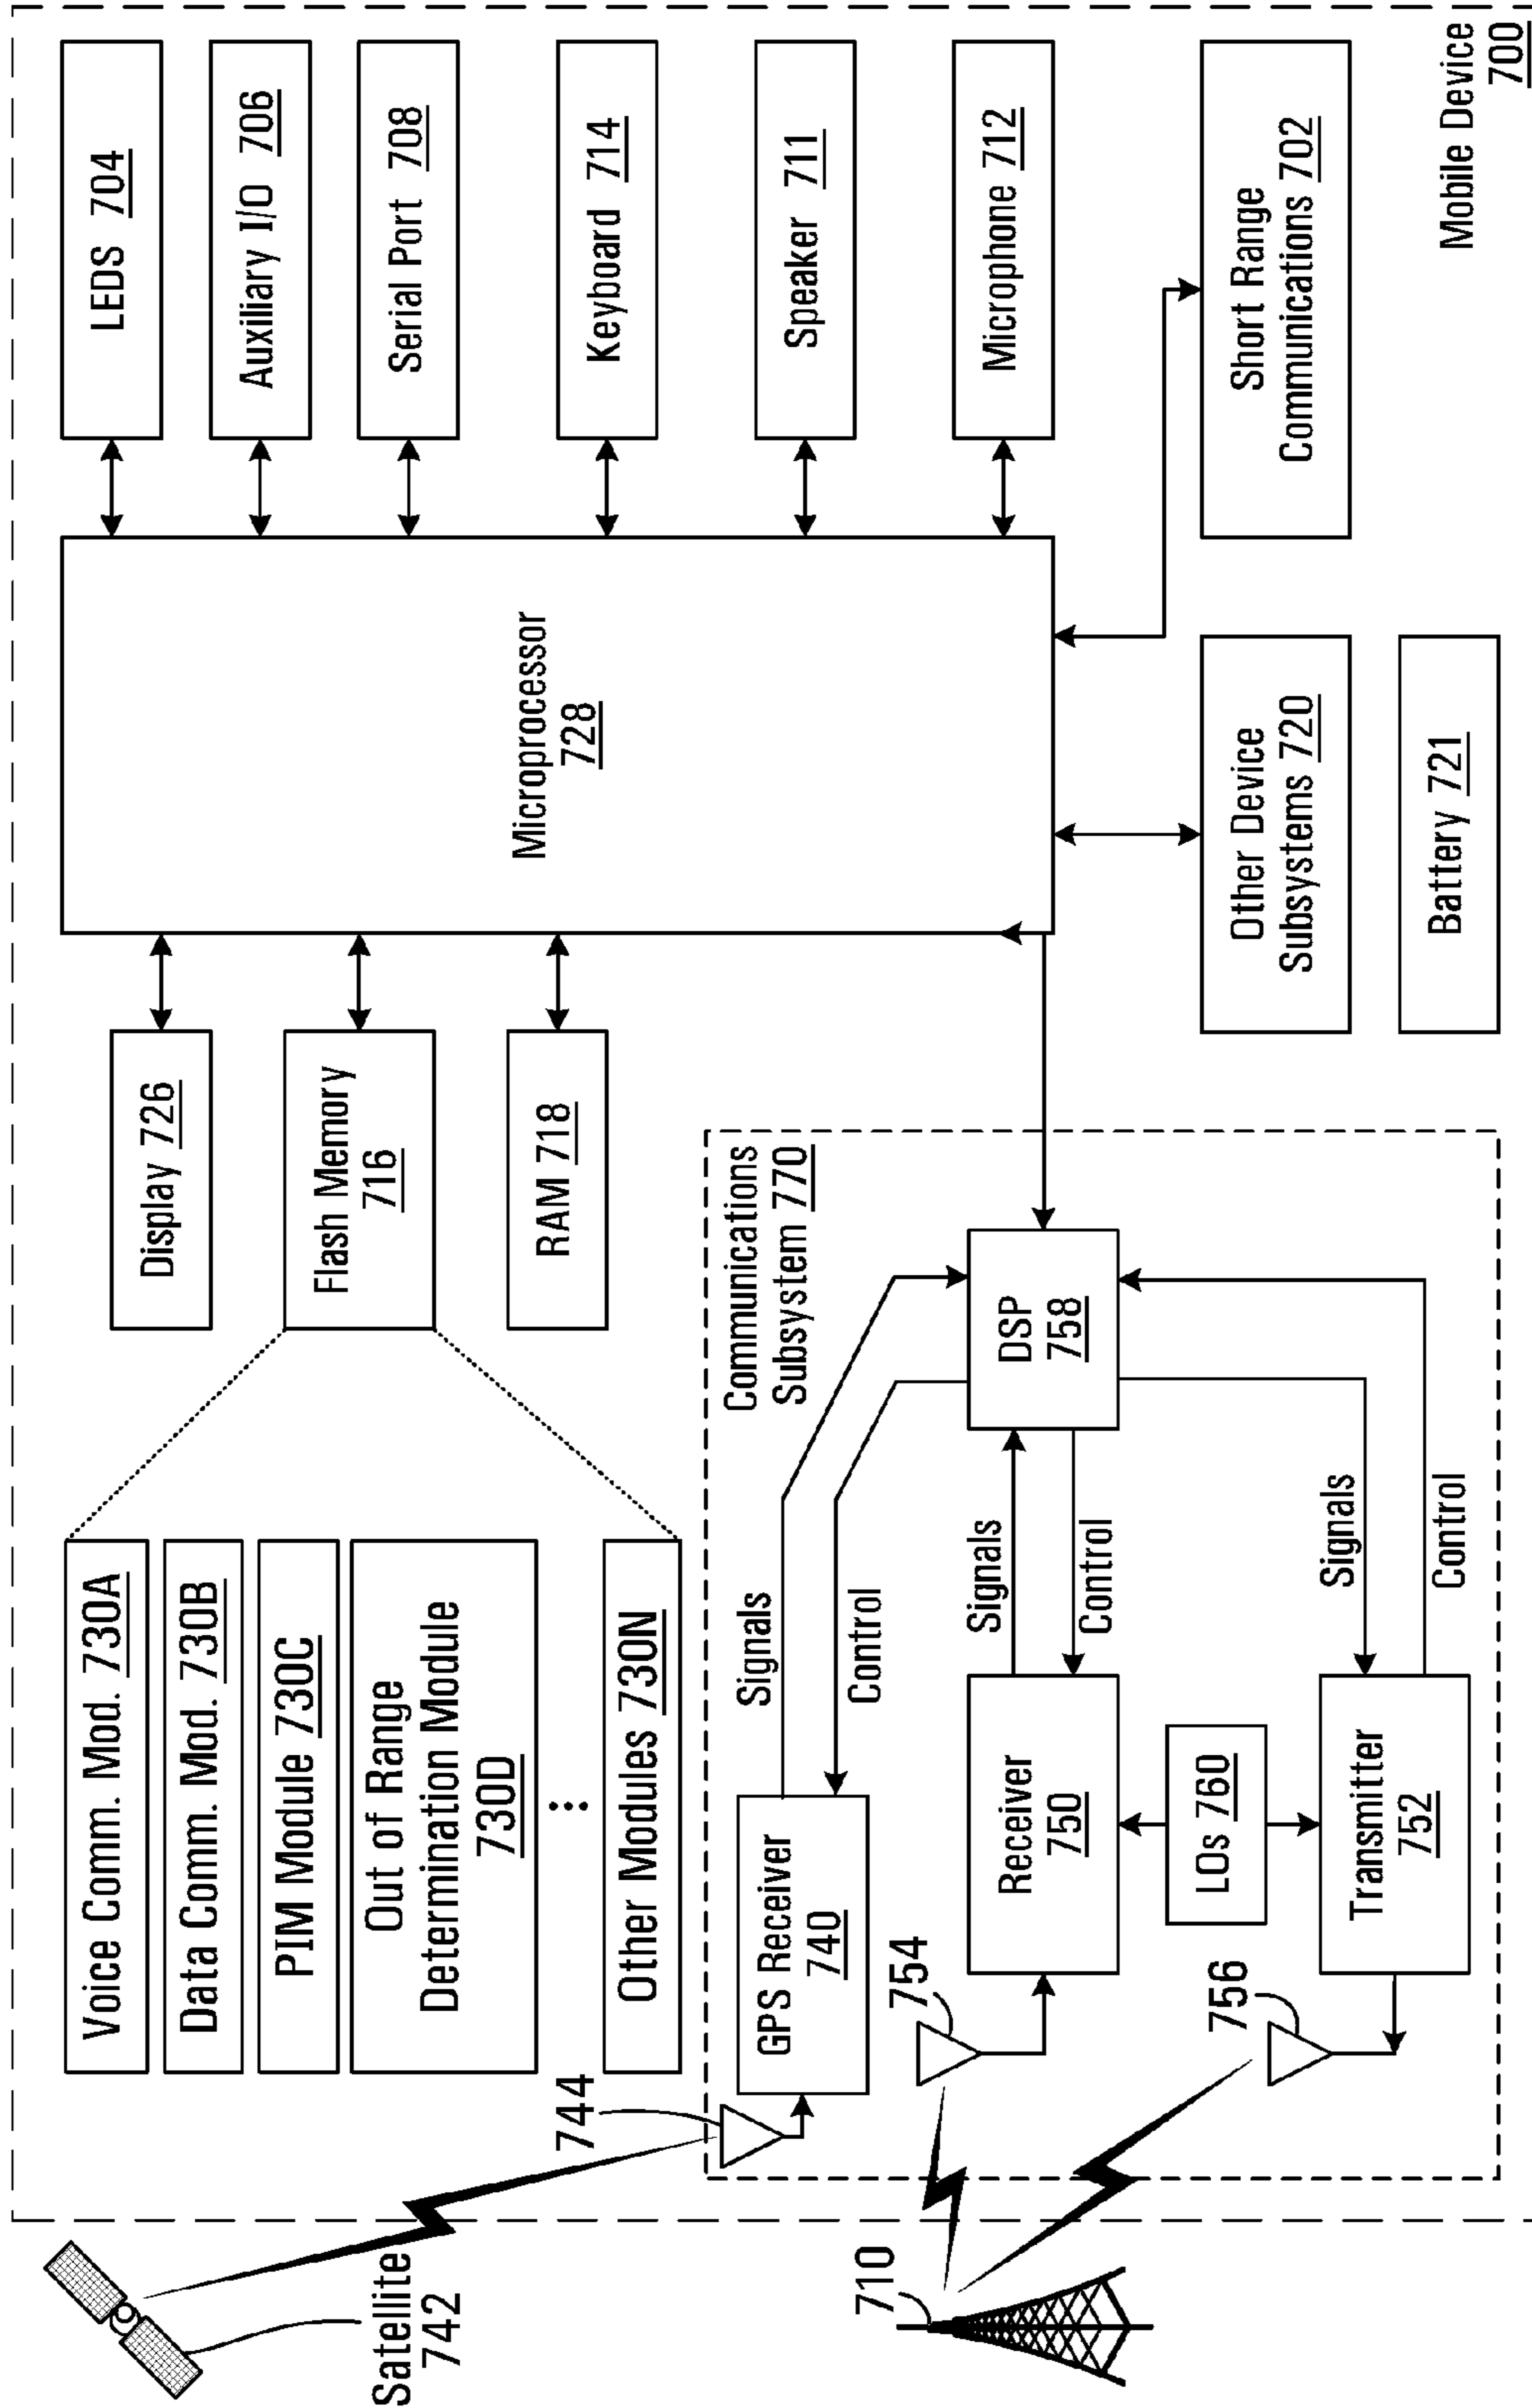 Satellite
742
744
Voice Comm. Mod. 730A
Data Comm. Mod. 730B
PIM Module 730C
Out of Range
Determination Module
730D
Other Modules 730N
Display 726
Flash Memory
716
RAM 718
Microprocessor
728
LEDS 704
Auxiliary I/O 706
Serial Port 708
Keyboard 714
Speaker 711
Microphone 712
Short Range
Communications 702
Other Device
Subsystems 720
Battery 721
Communications
Subsystem 770
GPS Receiver
740
Signals
Control
DSP
758
710
754
Receiver
750
Signals
Control
LOs 760
756
Transmitter
752
Signals
Control
Mobile Device
700